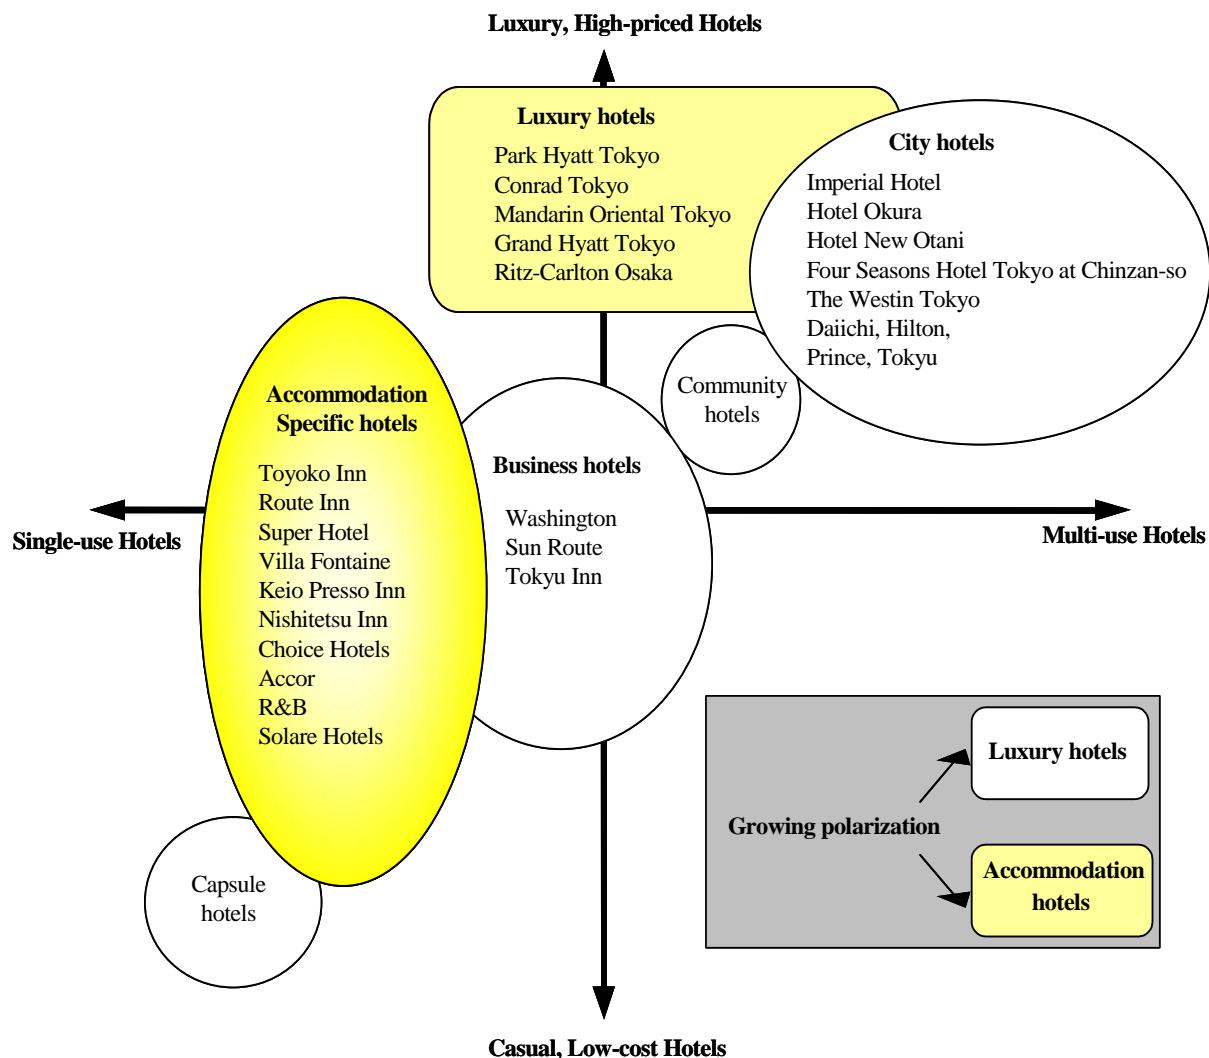 Luxury, High-priced Hotels
Luxury hotels
Park Hyatt Tokyo
Conrad Tokyo
Mandarin Oriental Tokyo
Grand Hyatt Tokyo
Ritz-Carlton Osaka
City hotels
Imperial Hotel
Hotel Okura
Hotel New Otani
Four Seasons Hotel Tokyo at Chinzan-so
The Westin Tokyo
Daiichi, Hilton,
Prince, Tokyu
Community
hotels
Accommodation
Specific hotels
Toyoko Inn
Route Inn
Super Hotel
Villa Fontaine
Keio Presso Inn
Nishitetsu Inn
Choice Hotels
Accor
R&B
Solare Hotels
Business hotels
Washington
Sun Route
Tokyu Inn
Single-use Hotels
Multi-use Hotels
Capsule
hotels
Growing polarization
Luxury hotels
Accommodation
hotels
Casual, Low-cost Hotels